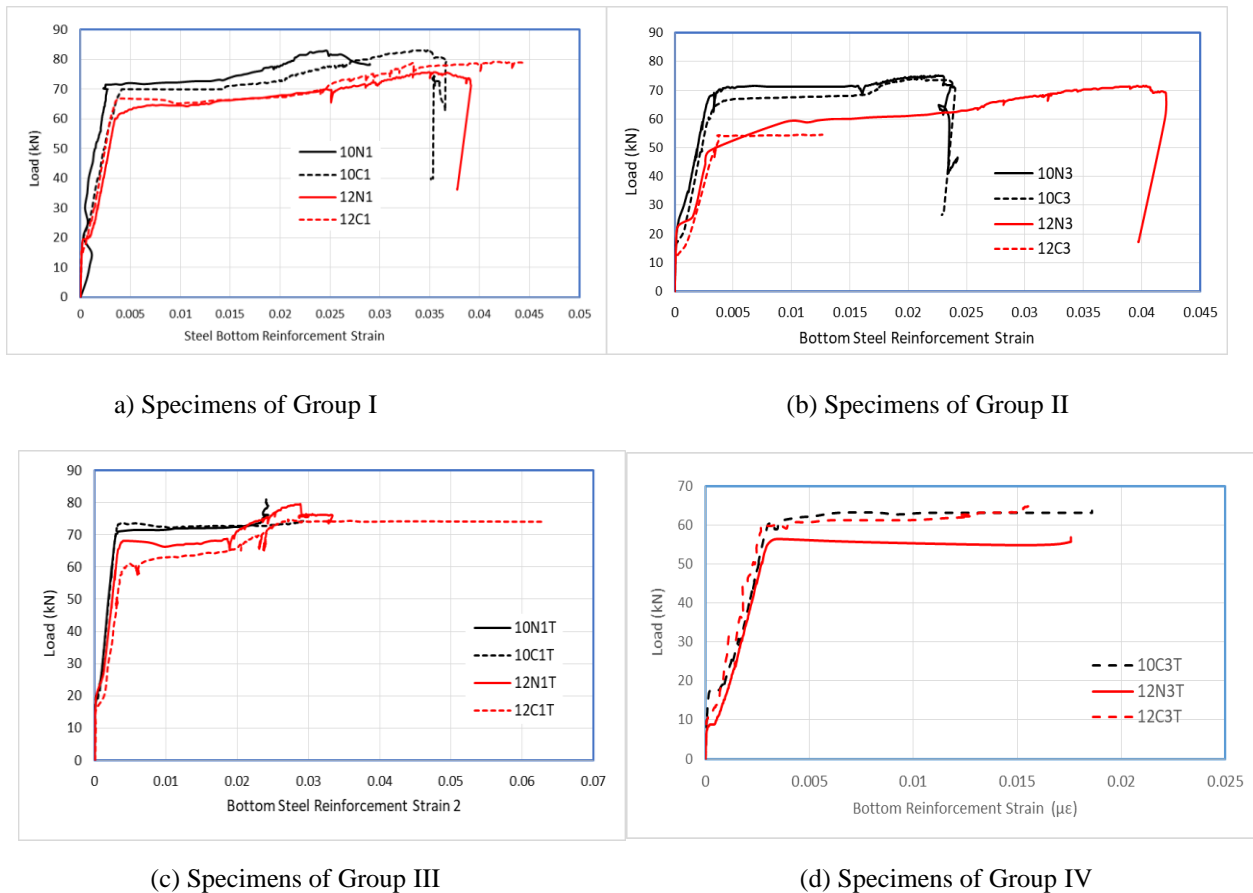 90
80
70
60
50
40
30
20
10
0
Load (kN)
10N1
10C1
12N1
12C1
0 0.005 0.01 0.015 0.02 0.025 0.03 0.035 0.04 0.045 0.05
Steel Bottom Reinforcement Strain
90
80
70
60
50
40
30
20
10
0
Load (kN)
10N3
10C3
12N3
12C3
0 0.005 0.01 0.015 0.02 0.025 0.03 0.035 0.04 0.045
Bottom Steel Reinforcement Strain
a) Specimens of Group I
(b) Specimens of Group II
90
80
70
60
50
40
30
20
10
0
Load (kN)
10N1T
10C1T
12N1T
12C1T
0 0.01 0.02 0.03 0.04 0.05 0.06 0.07
Bottom Steel Reinforcement Strain 2
70
60
50
40
30
20
10
0
Load (kN)
10C3T
12N3T
12C3T
0 0.005 0.01 0.015 0.02 0.025
Bottom Reinforcement Strain (με)
(c) Specimens of Group III
(d) Specimens of Group IV